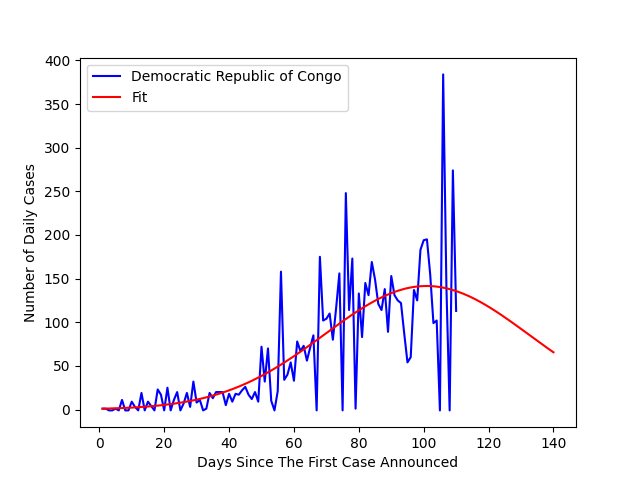 Democratic Republic of Congo
Fit
Number of Daily Cases
400
350
300
250
200
150
100
50
0
0 20 40 60 80 100 120 140
Days Since The First Case Announced